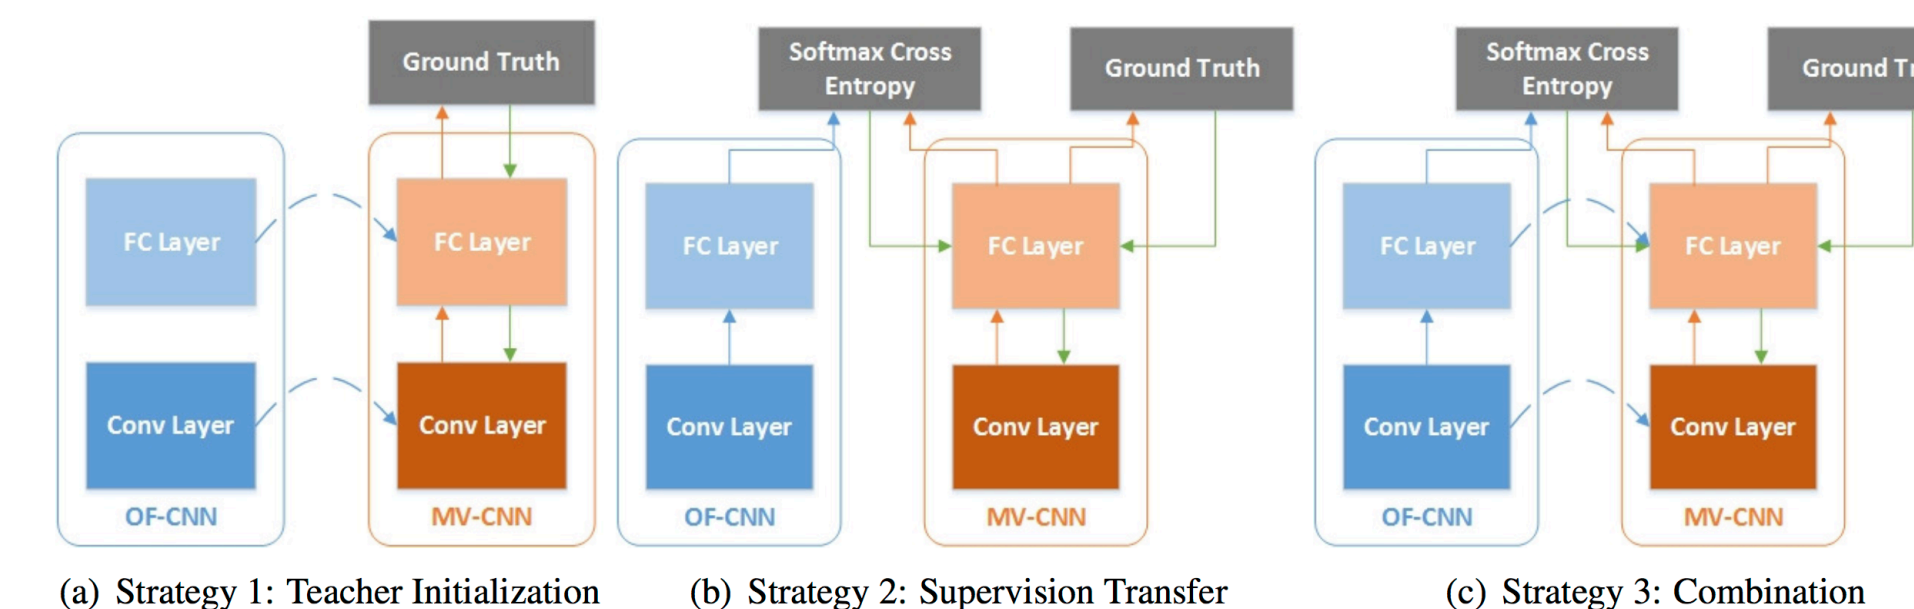 Ground Truth
FC Layer
FC Layer
Conv Layer
Conv Layer
OF-CNN
MV-CNN
(a) Strategy 1: Teacher Initialization
Softmax Cross
Entropy
Ground Truth
FC Layer
FC Layer
Conv Layer
Conv Layer
OF-CNN
MV-CNN
(b) Strategy 2: Supervision Transfer
Softmax Cross
Entropy
Ground
FC Layer
FC Layer
Conv Layer
Conv Layer
OF-CNN
MV-CNN
(c) Strategy 3: Combination